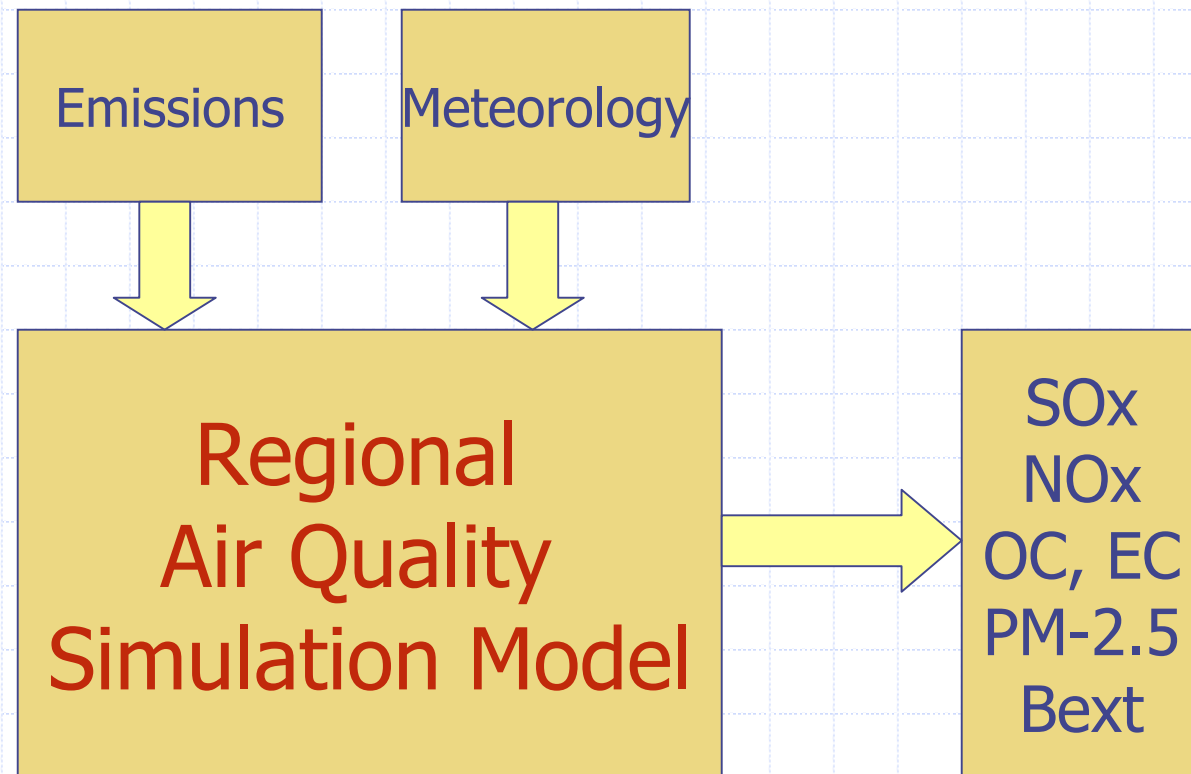 Emissions
Meteorology
Regional
Air Quality
Simulation Model
SOx
NOx
OC, EC
PM-2.5
Bext